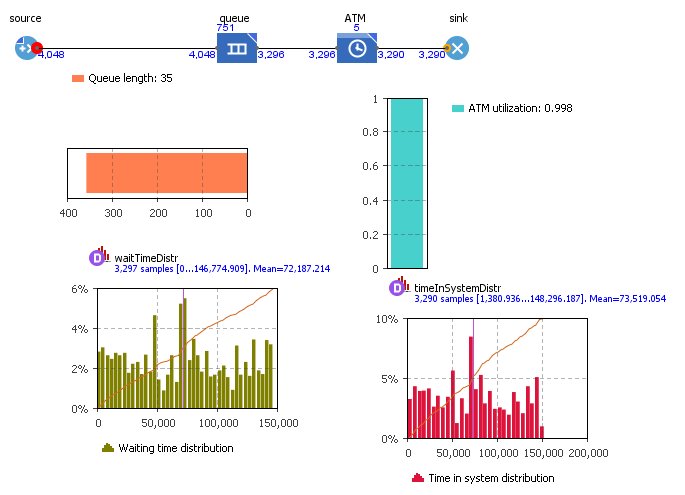 source
queue
ATM
sink
751
5
4,048
4,048
3,296
3,296
3,290
3,290
Queue length: 35
ATM utilization: 0.998
1
0.8
0.6
0.4
0.2
0
400 300 200 100 0
waitTimeDistr
3,297 samples [0...146,774.909]. Mean=72,187.214
6%
4%
2%
0%
0 50,000 150,000
Waiting time distribution
timeInSystemDistr
3,290 samples [1,380.936...148,296.187]. Mean=73,519.054
10%
5%
0%
0 50,000 100,000 150,000 200,000
Time in system distribution